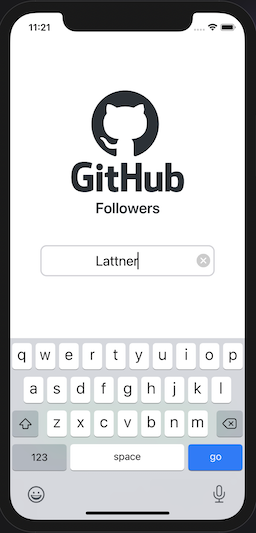 11:21
GitHub
Followers
Lattner
q w e r t y u i o p
a s d f g h j k l
z x c v b n m
123 space go